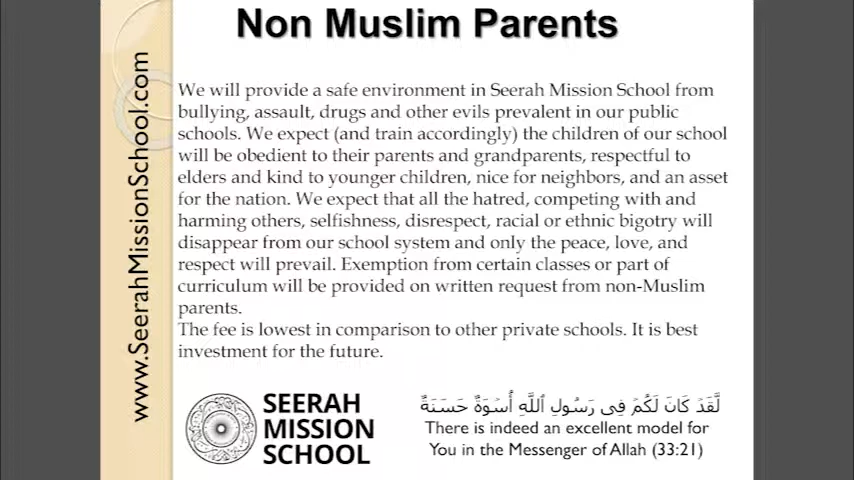 Non Muslim Parents
www.SeerahMissionSchool.com
We will provide a safe environment in Seerah Mission School from
bullying, assault, drugs and other evils prevalent in our public
schools. We expect (and train accordingly) the children of our school
will be obedient to their parents and grandparents, respectful to
elders and kind to younger children, nice for neighbors, and an asset
for the nation. We expect that all the hatred, competing with and
harming others, selfishness, disrespect, racial or ethnic bigotry will
disappear from our school system and only the peace, love, and
respect will prevail. Exemption from certain classes or part of
curriculum will be provided on written request from non-Muslim
parents.
The fee is lowest in comparison to other private schools. It is best
investment for the future.
SEERAH
MISSION
SCHOOL
لَّقَدْ كَانَ لَكُمْ فِى رَسُولِ ٱللَّهِ أُسْوَةٌ حَسَنَةٌ
There is indeed an excellent model for
You in the Messenger of Allah (33:21)